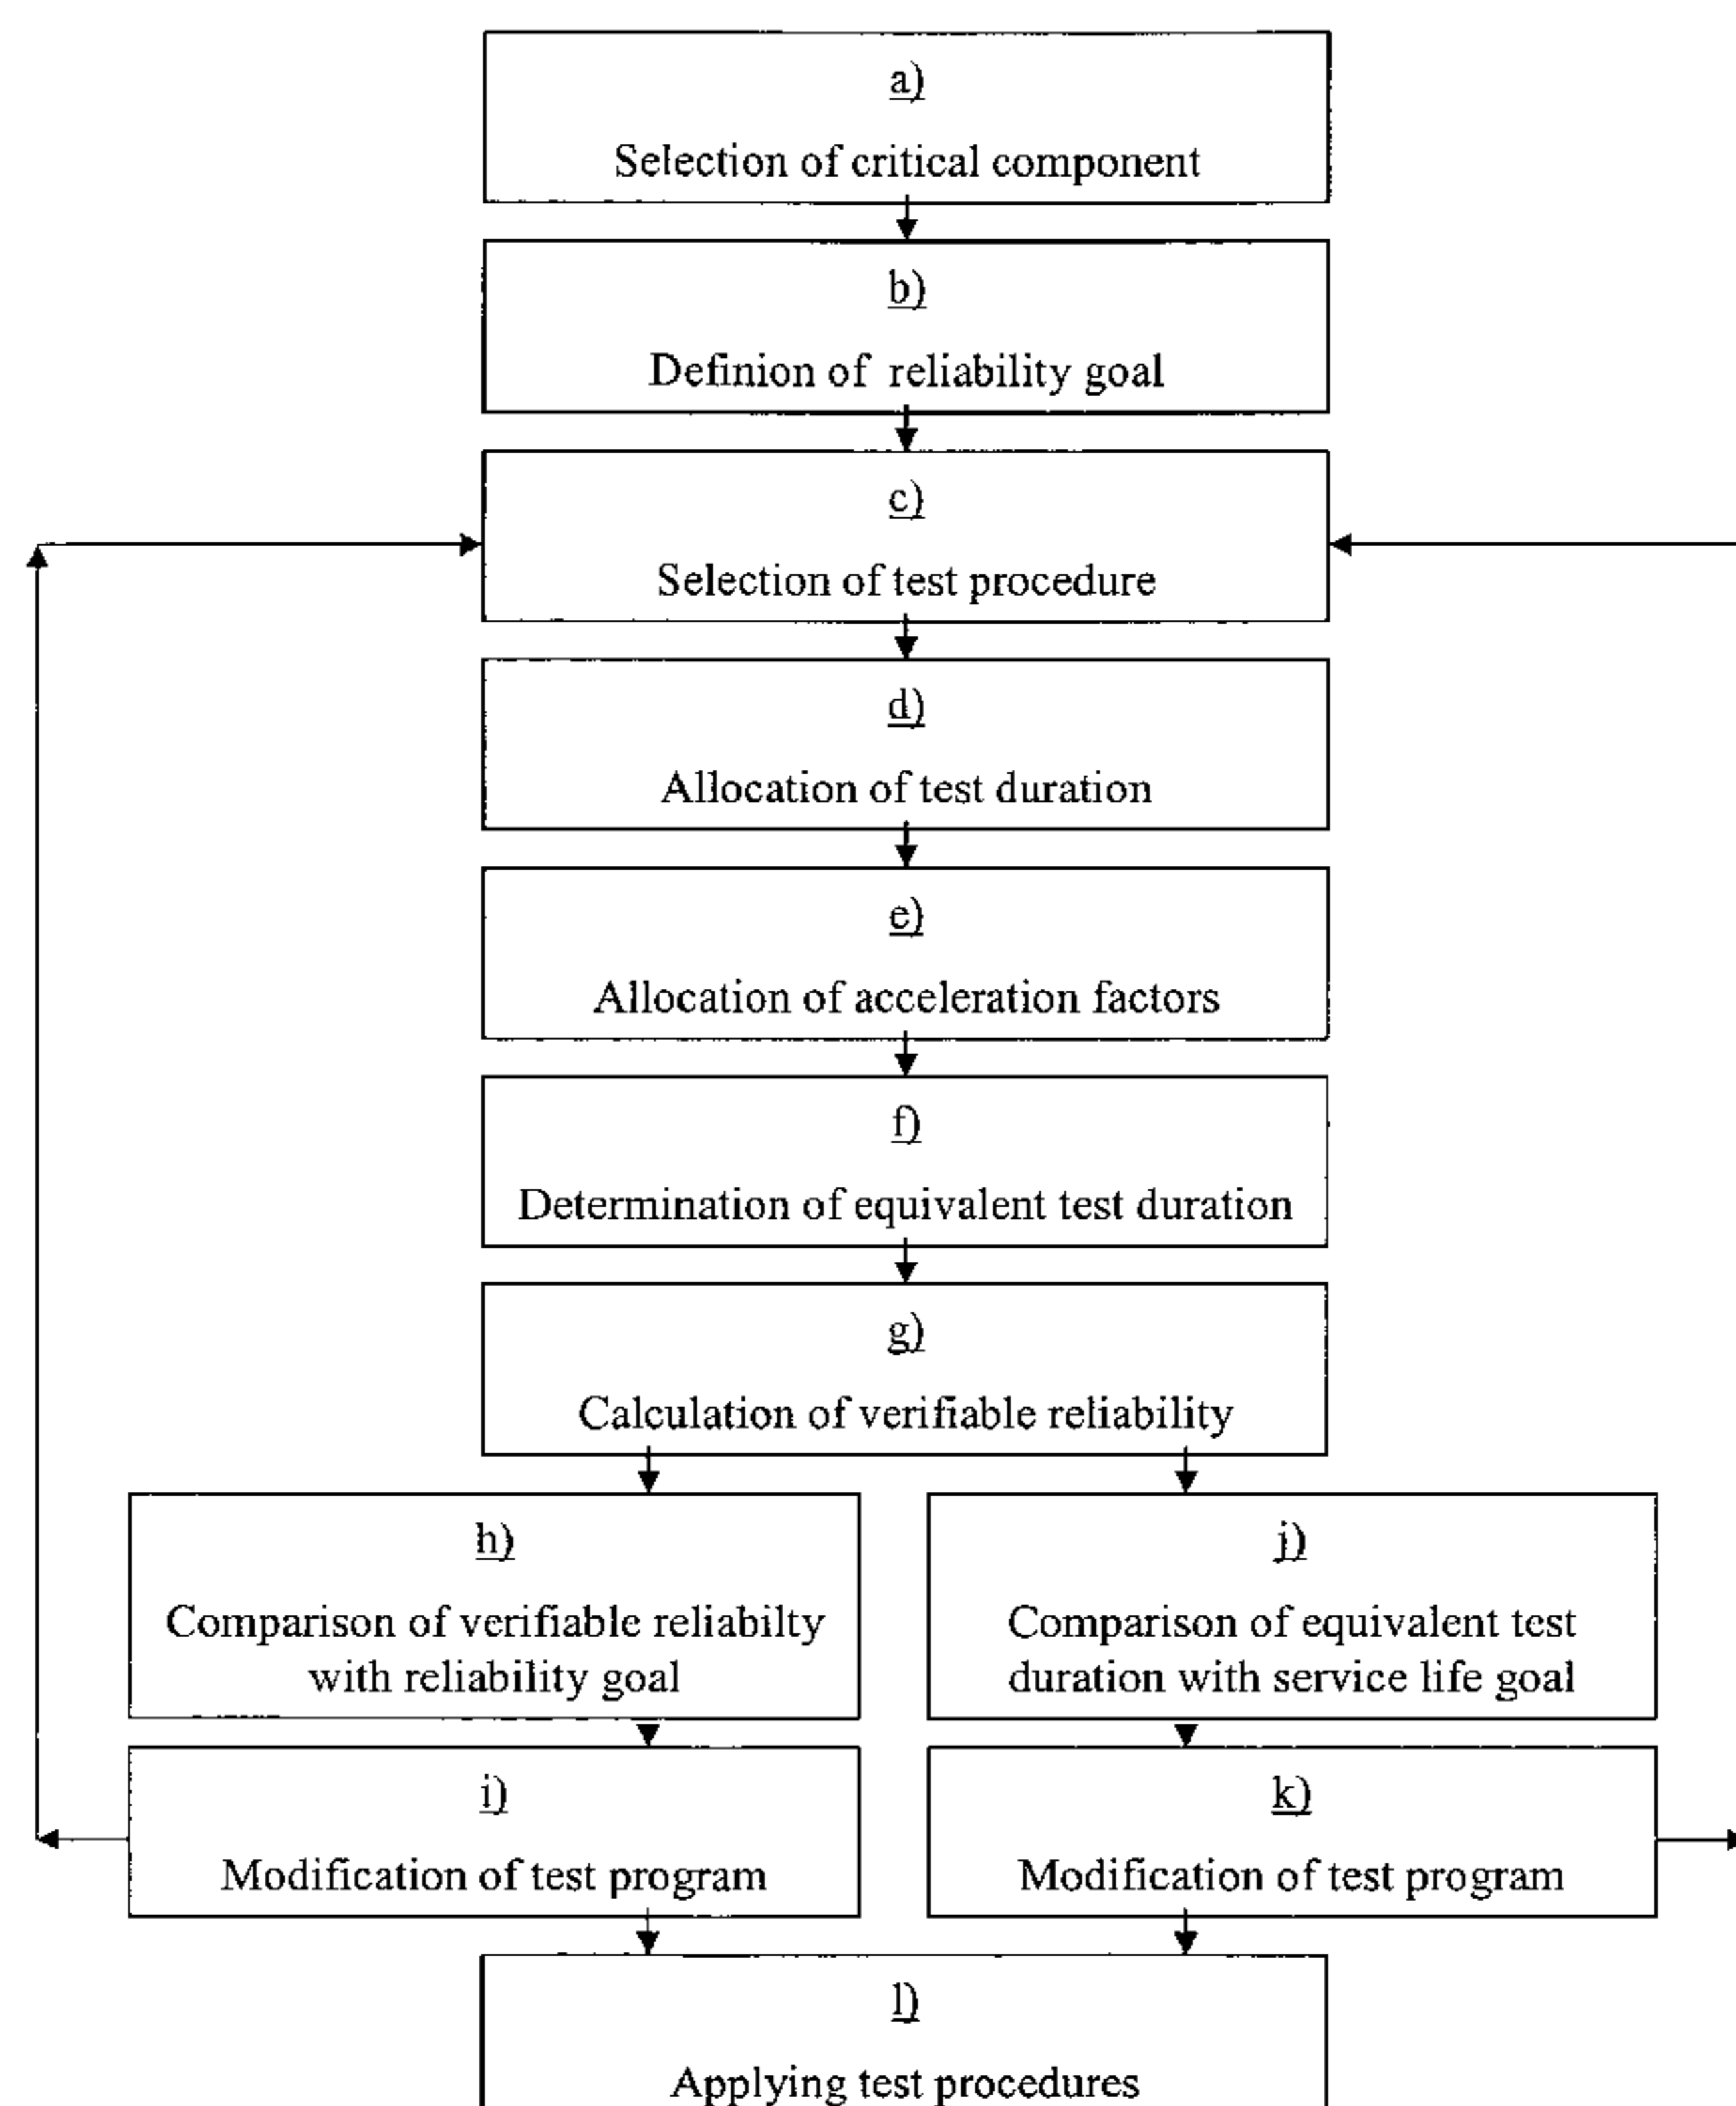 a)
Selection of critical component
b)
Definion of reliability goal
c)
Selection of test procedure
d)
Allocation of test duration
e)
Allocation of acceleration factors
f)
Determination of equivalent test duration
g)
Calculation of verifiable reliability
h)
Comparison of verifiable reliabilty
with reliability goal
j)
Comparison of equivalent test
duration with service life goal
i)
Modification of test program
k)
Modification of test program
l)
Applying test procedures